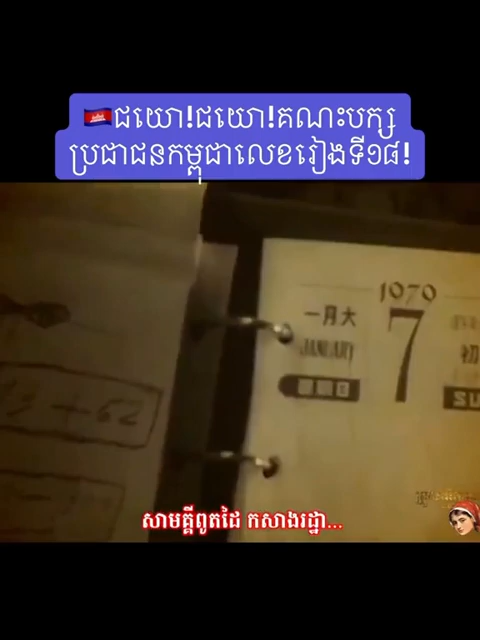 🇰🇭ជយោ!ជយោ!គណះបក្ស
ប្រជាជនកម្ពុជាលេខរៀងទី១៨!
1979
一月大
7
JANUARY
初
SU
សាមគ្គីពូតដៃ កសាងរដ្ឋា...